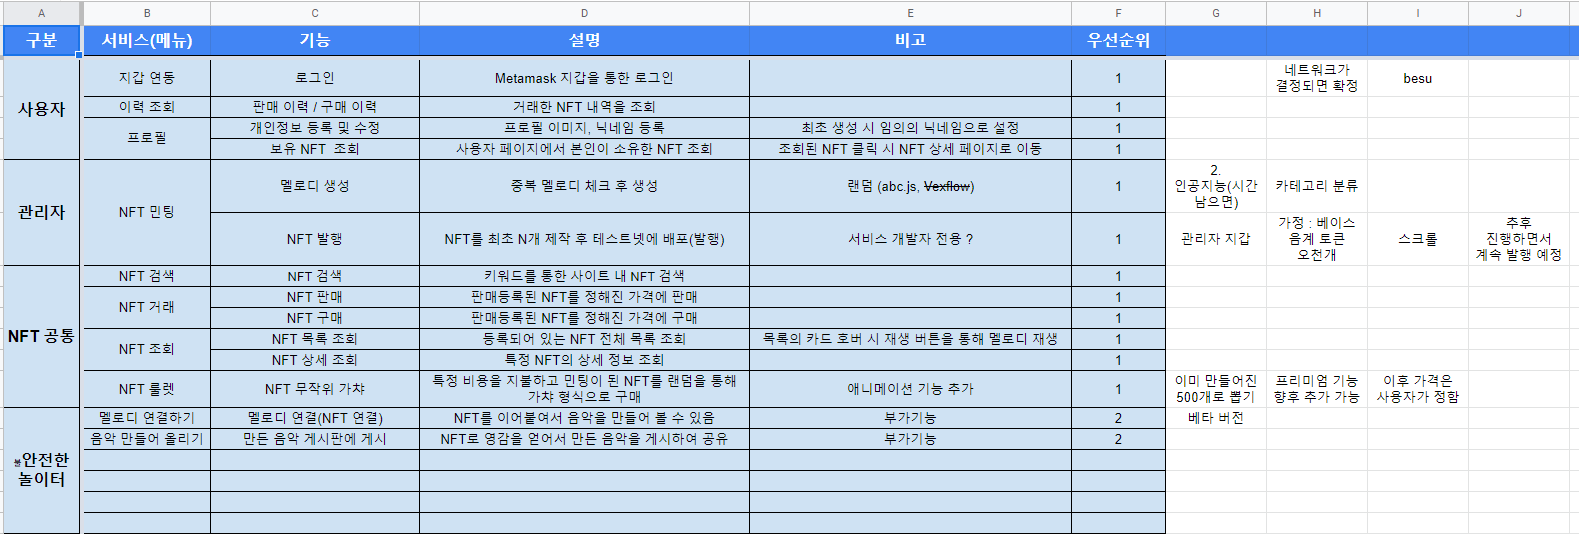 A B C D E F G H I J
구분 서비스(메뉴) 기능 설명 비고 우선순위
사용자
지갑 연동 로그인 Metamask 지갑을 통한 로그인 1 네트워크가 결정되면 확정 besu
이력 조회 판매 이력 / 구매 이력 거래한 NFT 내역을 조회 1
프로필
개인정보 등록 및 수정 프로필 이미지, 닉네임 등록 최초 생성 시 임의의 닉네임으로 설정 1
보유 NFT 조회 사용자 페이지에서 본인이 소유한 NFT 조회 조회된 NFT 클릭 시 NFT 상세 페이지로 이동 1
관리자
NFT 민팅
멜로디 생성 중복 멜로디 체크 후 생성 랜덤 (abc.js, Vexflow) 1 2. 인공지능(시간 남으면) 카테고리 분류
NFT 발행 NFT를 최초 N개 제작 후 테스트넷에 배포(발행) 서비스 개발자 전용 ? 1 관리자 지갑 가정 : 베이스 음계 토큰 오천개 스크롤 추후 진행하면서 계속 발행 예정
NFT 공통
NFT 검색 NFT 검색 키워드를 통한 사이트 내 NFT 검색 1
NFT 거래
NFT 판매 판매등록된 NFT를 정해진 가격에 판매 1
NFT 구매 판매등록된 NFT를 정해진 가격에 구매 1
NFT 조회
NFT 목록 조회 등록되어 있는 NFT 전체 목록 조회 목록의 카드 호버 시 재생 버튼을 통해 멜로디 재생 1
NFT 상세 조회 특정 NFT의 상세 정보 조회 1
NFT 룰렛 NFT 무작위 가챠 특정 비용을 지불하고 민팅이 된 NFT를 랜덤을 통해 가챠 형식으로 구매 애니메이션 기능 추가 1 이미 만들어진 500개로 뽑기 프리미엄 기능 향후 추가 가능 이후 가격은 사용자가 정함
불안전한 놀이터
멜로디 연결하기 멜로디 연결(NFT 연결) NFT를 이어붙여서 음악을 만들어 볼 수 있음 부가기능 2 베타 버전
음악 만들어 올리기 만든 음악 게시판에 게시 NFT로 영감을 얻어서 만든 음악을 게시하여 공유 부가기능 2